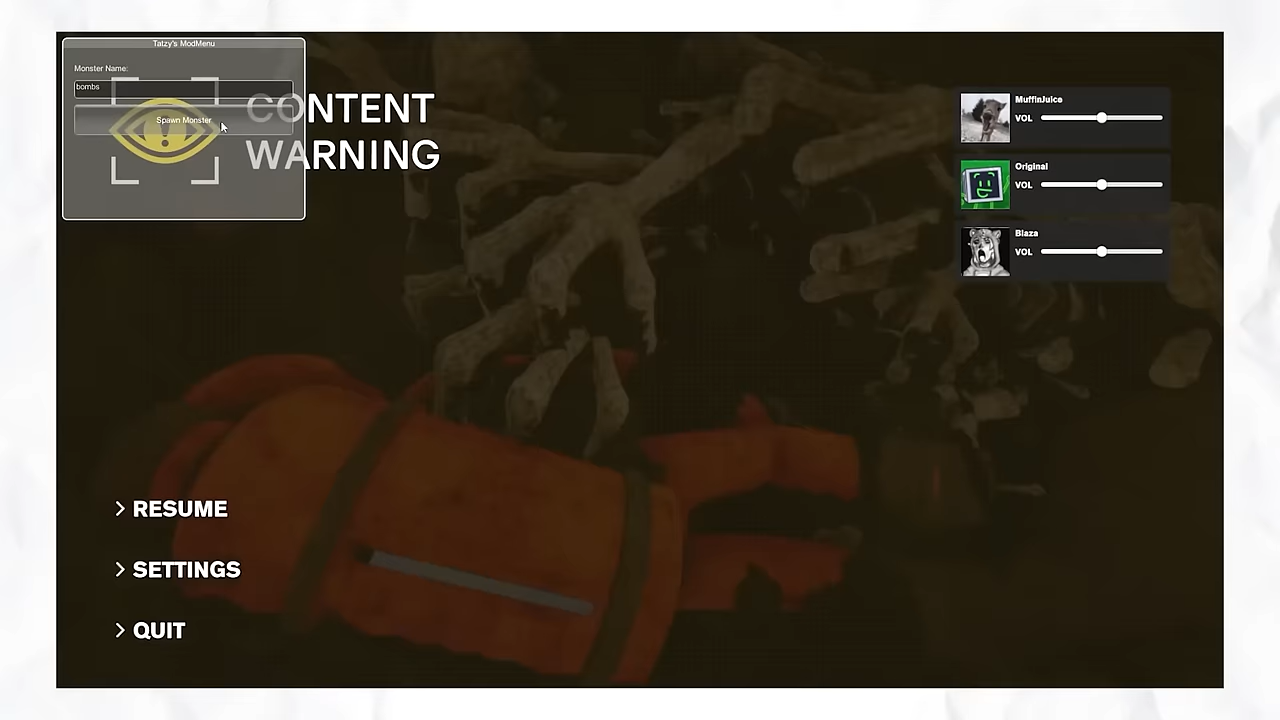 Tatzy's ModMenu
Monster Name:
bombs
Spawn Monster
CONTENT
WARNING
MuffinJuice
VOL
Original
VOL
Blaza
VOL
> RESUME
> SETTINGS
> QUIT